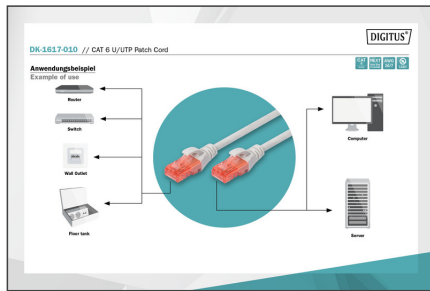 DIGITUS®
DK-1617-010 // CAT 6 U/UTP Patch Cord
Anwendungsbeispiel
Example of use
Router
Switch
Wall Outlet
Floor tank
Computer
Server